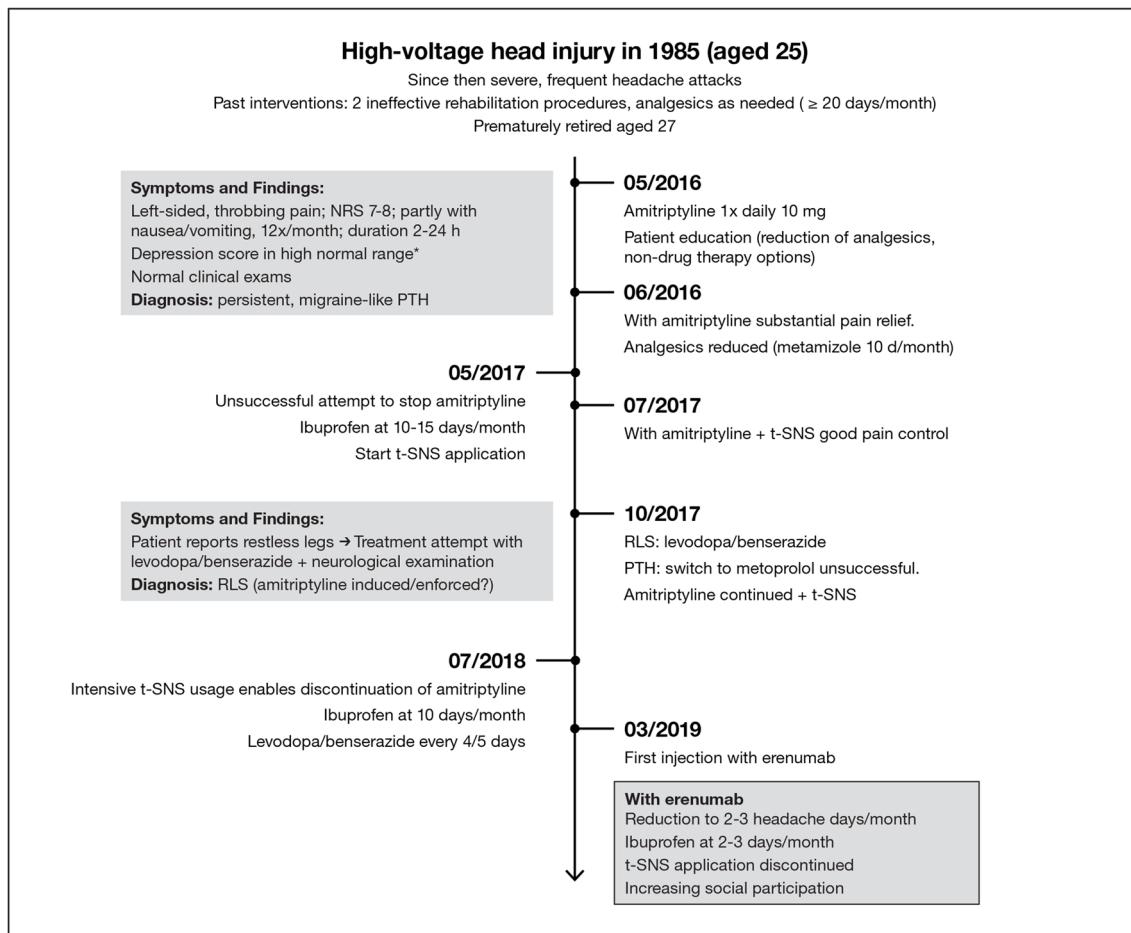 High-voltage head injury in 1985 (aged 25)
Since then severe, frequent headache attacks
Past interventions: 2 ineffective rehabilitation procedures, analgesics as needed ( ≥ 20 days/month)
Prematurely retired aged 27
Symptoms and Findings:
Left-sided, throbbing pain; NRS 7-8; partly with
nausea/vomiting, 12x/month; duration 2-24 h
Depression score in high normal range*
Normal clinical exams
Diagnosis: persistent, migraine-like PTH
05/2016
Amitriptyline 1x daily 10 mg
Patient education (reduction of analgesics,
non-drug therapy options)
06/2016
With amitriptyline substantial pain relief.
Analgesics reduced (metamizole 10 d/month)
05/2017
Unsuccessful attempt to stop amitriptyline
Ibuprofen at 10-15 days/month
Start t-SNS application
07/2017
With amitriptyline + t-SNS good pain control
Symptoms and Findings:
Patient reports restless legs ➔ Treatment attempt with
levodopa/benserazide + neurological examination
Diagnosis: RLS (amitriptyline induced/enforced?)
10/2017
RLS: levodopa/benserazide
PTH: switch to metoprolol unsuccessful.
Amitriptyline continued + t-SNS
07/2018
Intensive t-SNS usage enables discontinuation of amitriptyline
Ibuprofen at 10 days/month
Levodopa/benserazide every 4/5 days
03/2019
First injection with erenumab
With erenumab
Reduction to 2-3 headache days/month
Ibuprofen at 2-3 days/month
t-SNS application discontinued
Increasing social participation